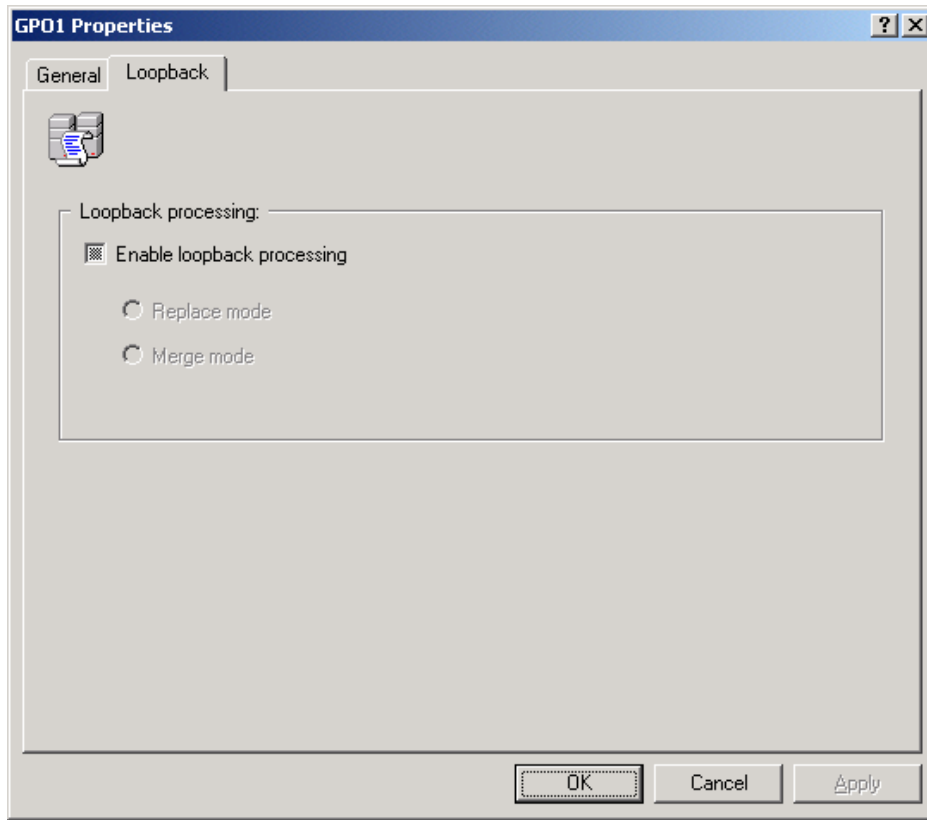 GPO1 Properties
General Loopback
Loopback processing:
Enable loopback processing
Replace mode
Merge mode
OK Cancel Apply